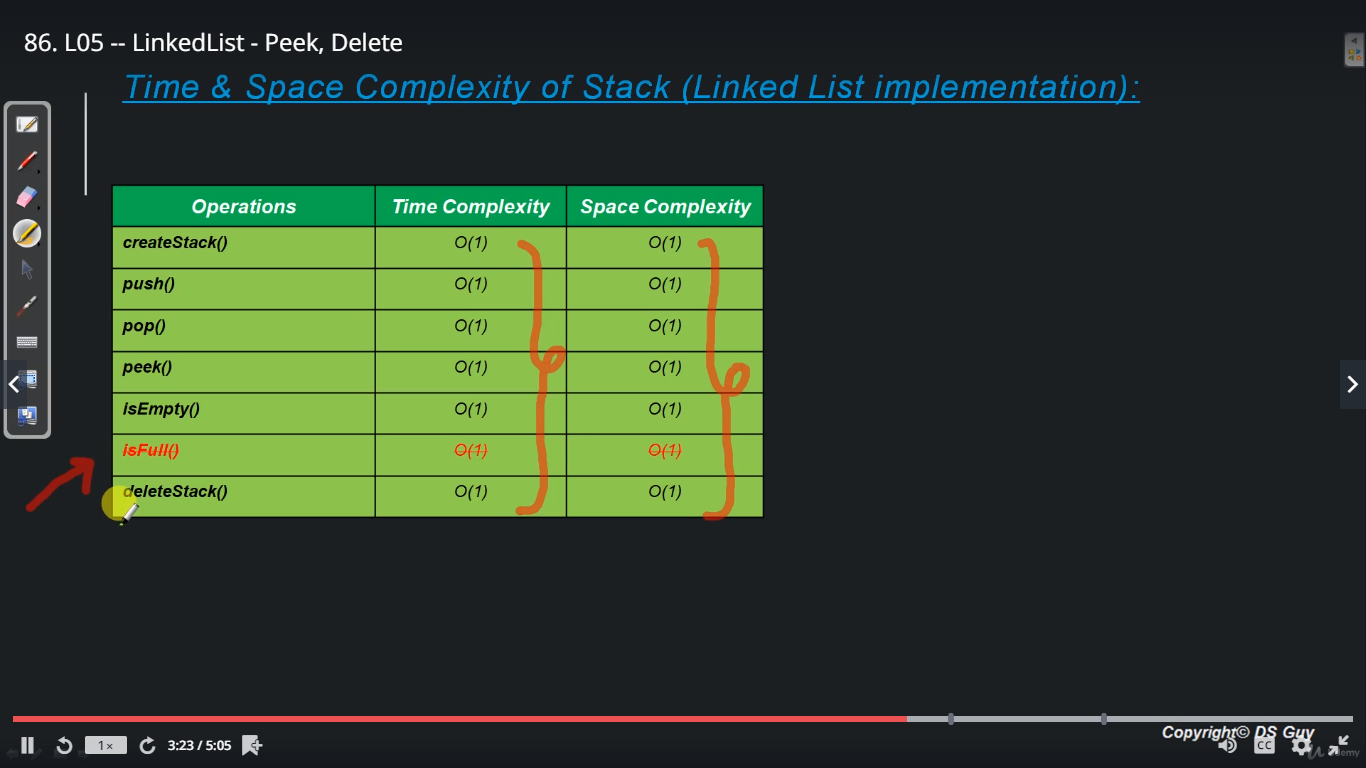 86. L05 -- LinkedList - Peek, Delete
Time & Space Complexity of Stack (Linked List implementation):
Operations Time Complexity Space Complexity
createStack() O(1) O(1)
push() O(1) O(1)
pop() O(1) O(1)
peek() O(1) O(1)
isEmpty() O(1) O(1)
isFull() O(1) O(1)
deleteStack() O(1) O(1)
Copyright© DS Guy
1× 3:23 / 5:05 CC